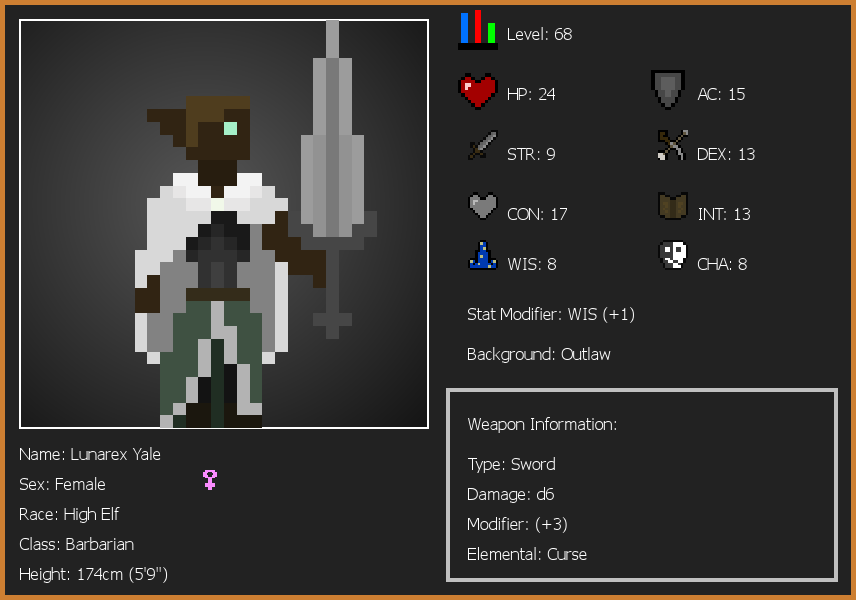 Level: 68
HP: 24
AC: 15
STR: 9
DEX: 13
CON: 17
INT: 13
WIS: 8
CHA: 8
Stat Modifier: WIS (+1)
Background: Outlaw
Weapon Information:
Type: Sword
Damage: d6
Modifier: (+3)
Elemental: Curse
Name: Lunarex Yale
Sex: Female
Race: High Elf
Class: Barbarian
Height: 174cm (5'9")